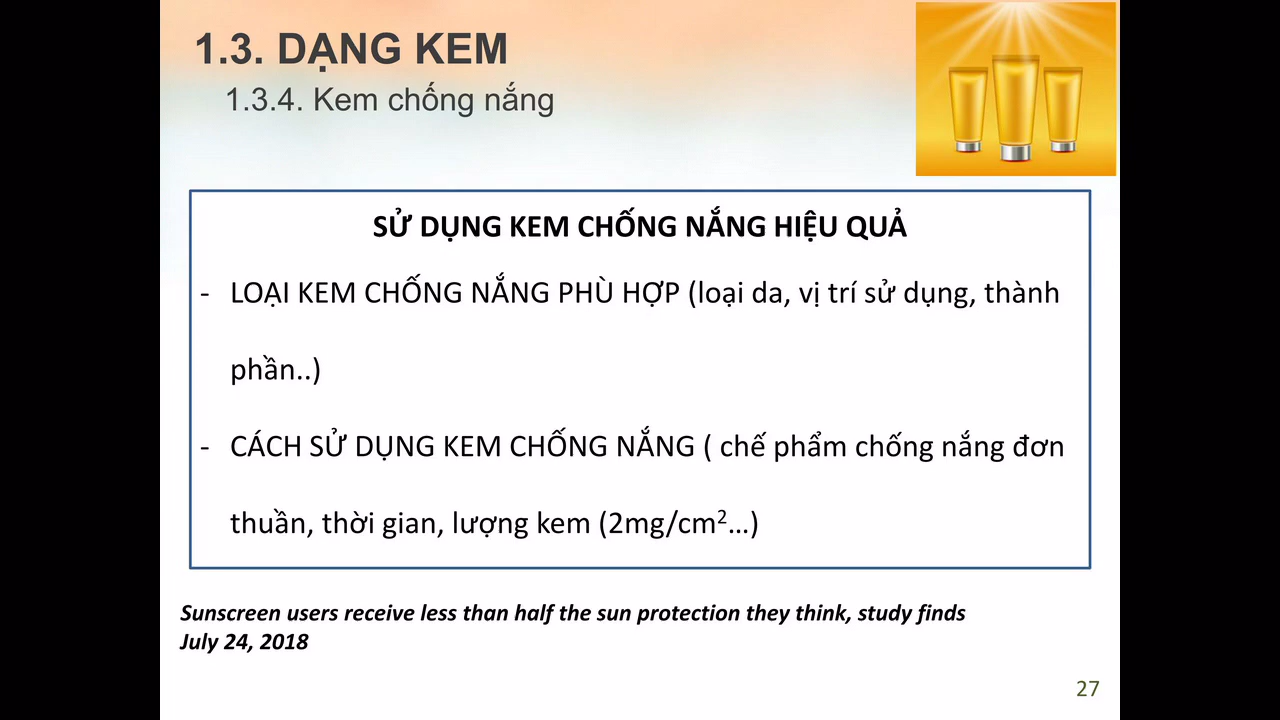 1.3. DẠNG KEM
1.3.4. Kem chống nắng
SỬ DỤNG KEM CHỐNG NẮNG HIỆU QUẢ
- LOẠI KEM CHỐNG NẮNG PHÙ HỢP (loại da, vị trí sử dụng, thành
phần..)
- CÁCH SỬ DỤNG KEM CHỐNG NẮNG ( chế phẩm chống nắng đơn
thuần, thời gian, lượng kem (2mg/cm²…)
Sunscreen users receive less than half the sun protection they think, study finds
July 24, 2018
27